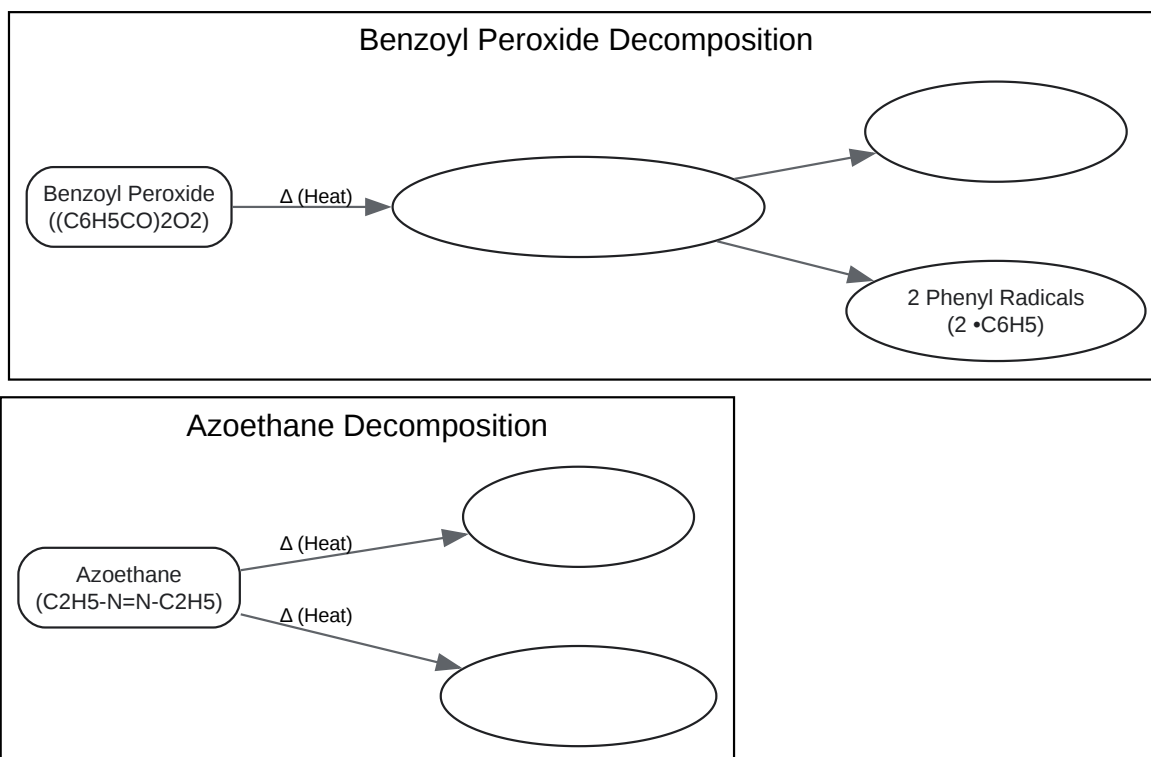 Benzoyl Peroxide Decomposition
Benzoyl Peroxide
((C6H5CO)2O2)
Δ (Heat)
2 Phenyl Radicals
(2 •C6H5)
Azoethane Decomposition
Azoethane
(C2H5-N=N-C2H5)
Δ (Heat)
Δ (Heat)